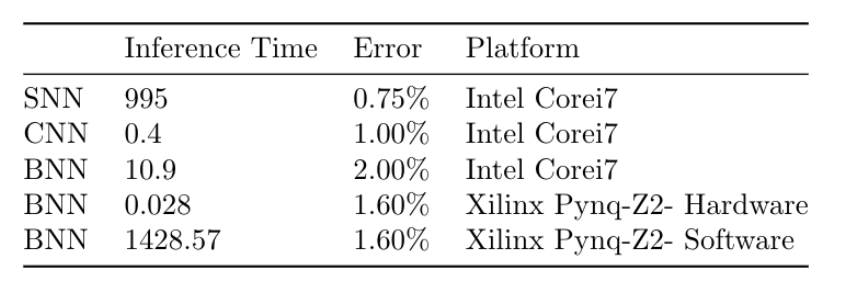 Inference Time Error Platform
SNN 995 0.75% Intel Corei7
CNN 0.4 1.00% Intel Corei7
BNN 10.9 2.00% Intel Corei7
BNN 0.028 1.60% Xilinx Pynq-Z2- Hardware
BNN 1428.57 1.60% Xilinx Pynq-Z2- Software